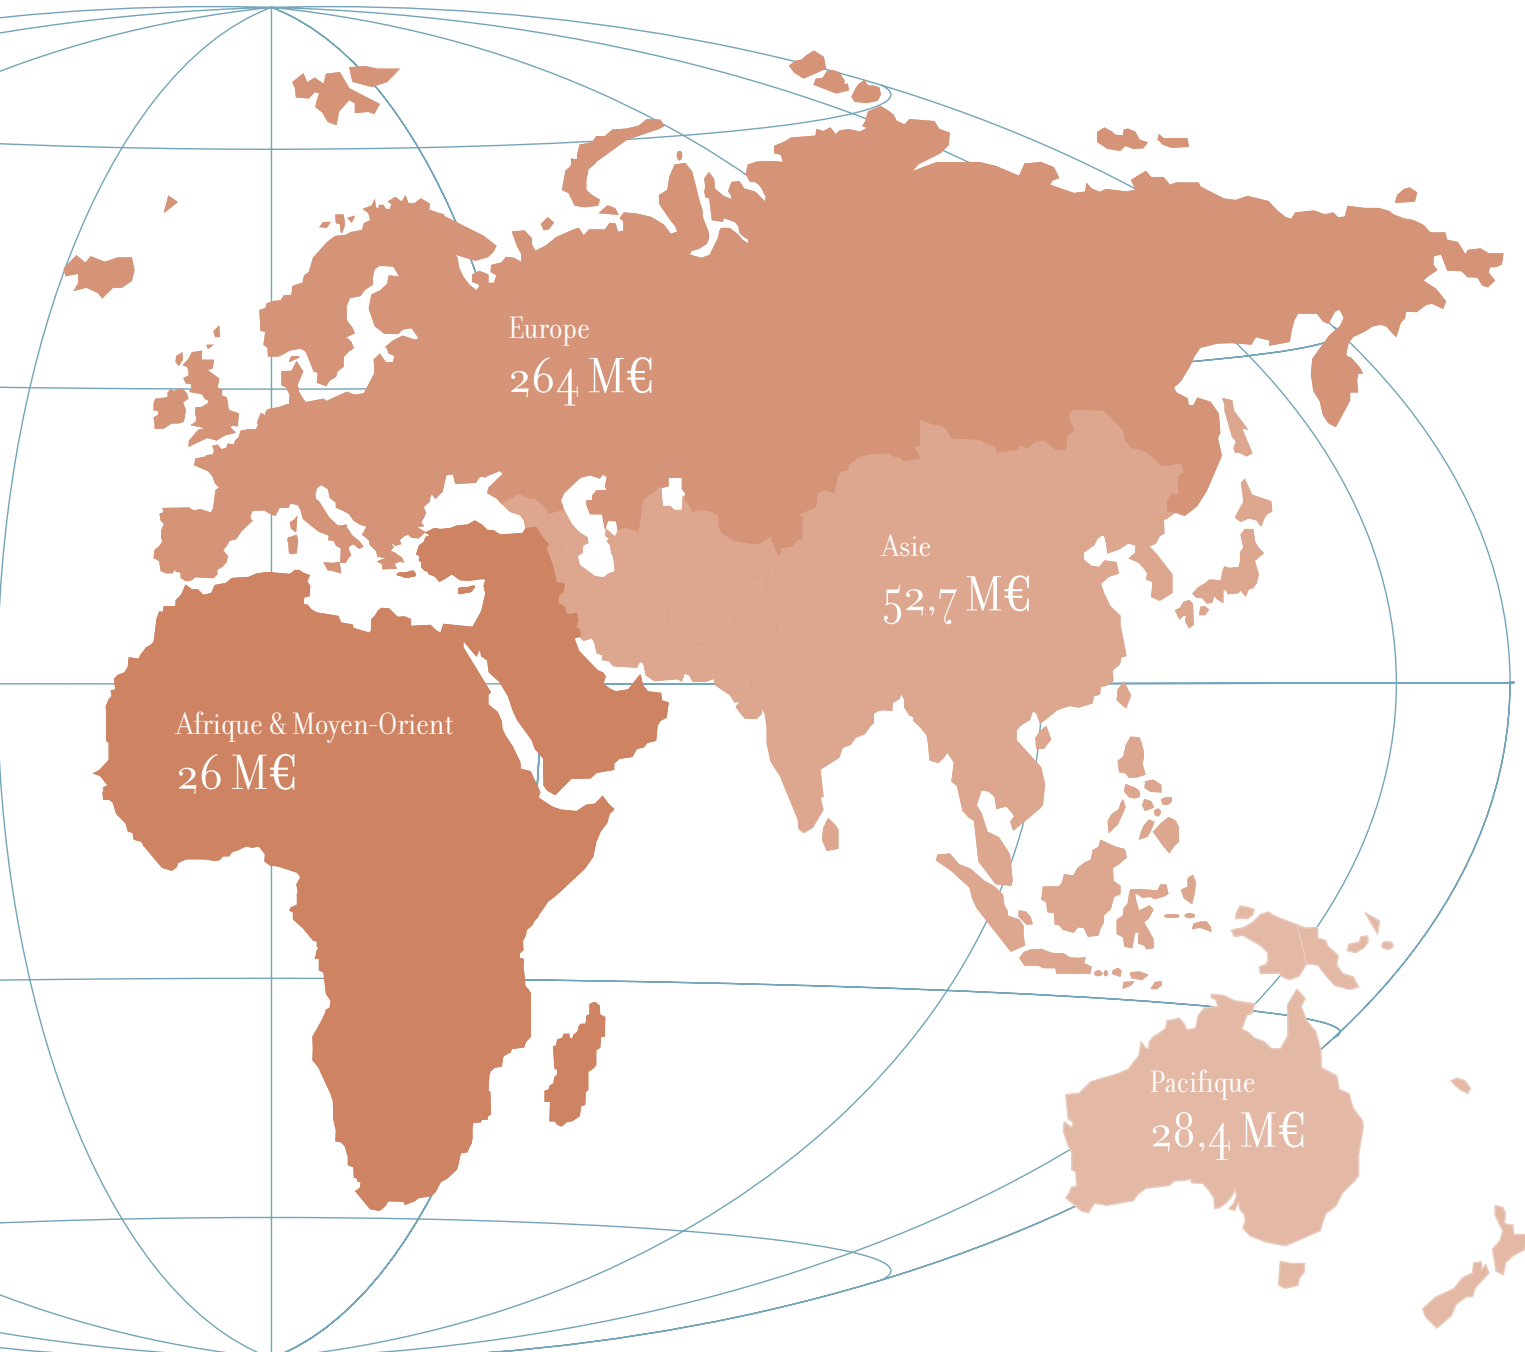 Europe
264 M€
Asie
52,7 M€
Afrique & Moyen-Orient
26 M€
Pacifique
28,4 M€